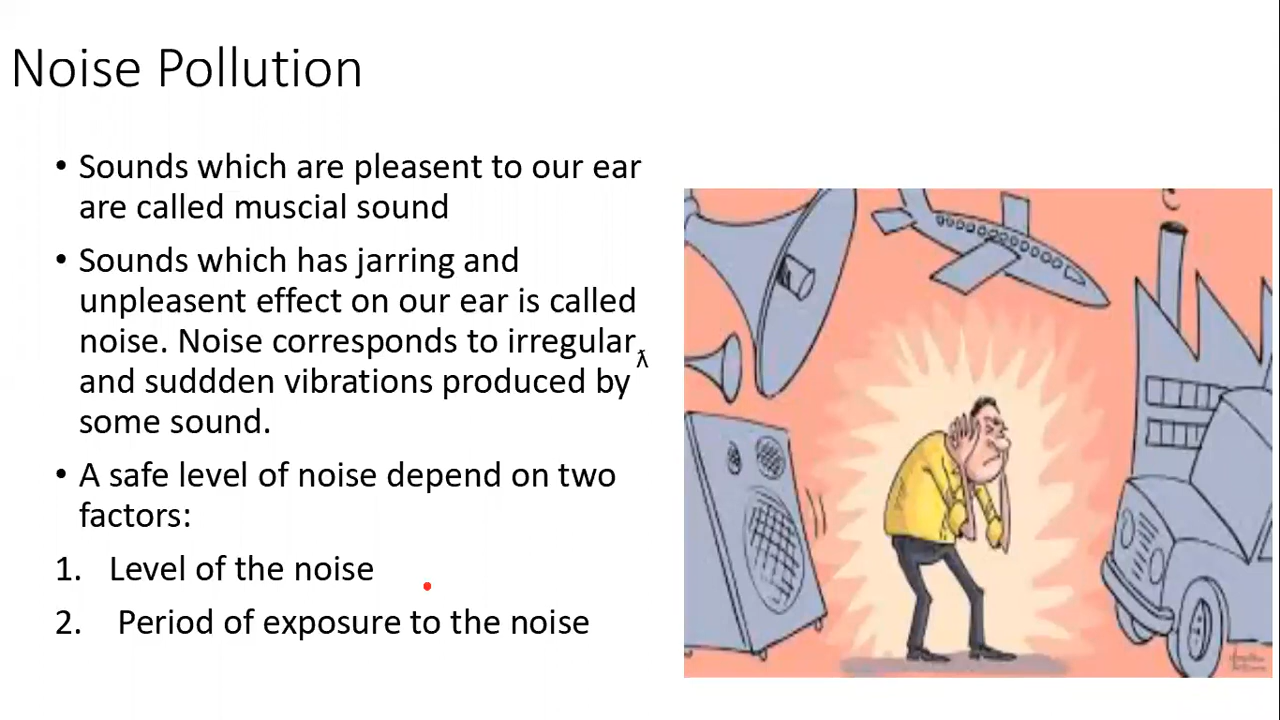 Noise Pollution
• Sounds which are pleasent to our ear
are called muscial sound
• Sounds which has jarring and
unpleasent effect on our ear is called
noise. Noise corresponds to irregular,
and suddden vibrations produced by
some sound.
• A safe level of noise depend on two
factors:
1. Level of the noise
2. Period of exposure to the noise